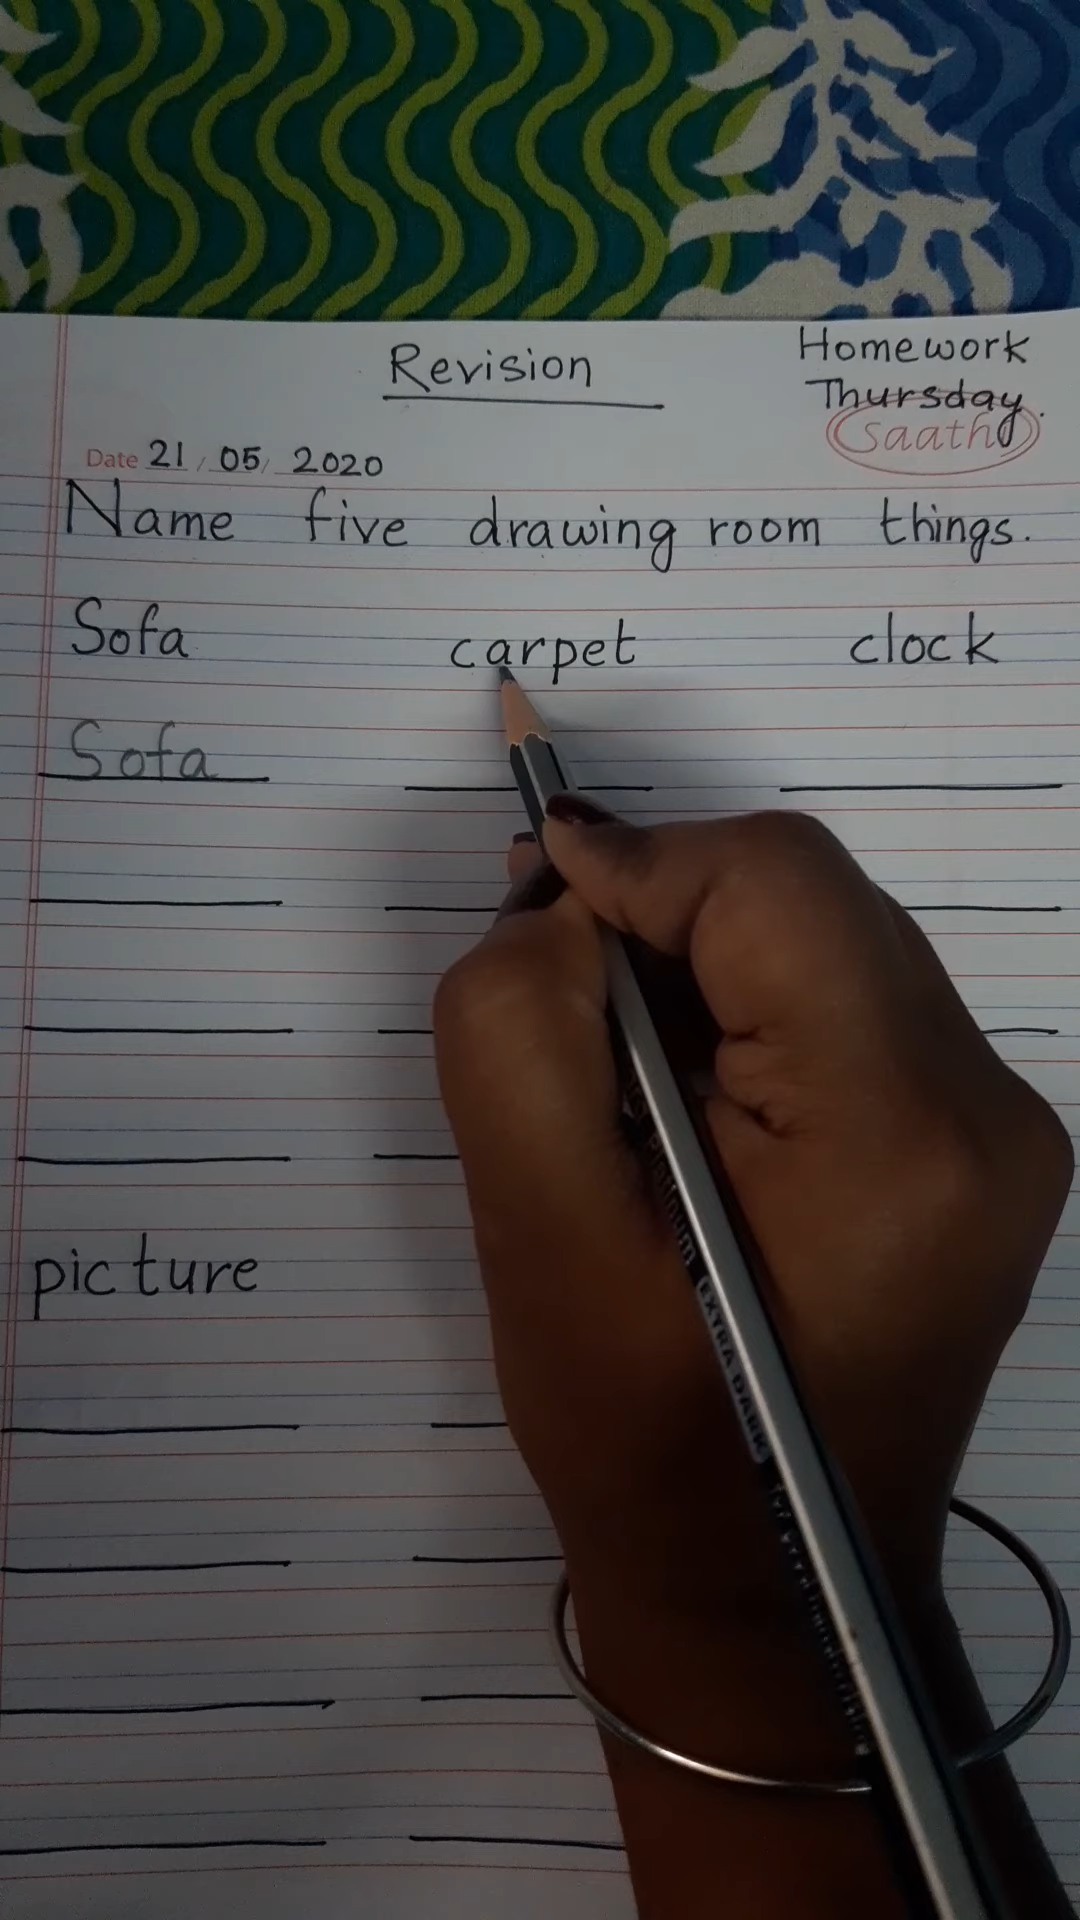 Revision
Homework
Thursday.
saathi
Date 21/05/2020
Name five drawing room things.
Sofa carpet clock
Sofa
picture
Platinum EXTRA DARK